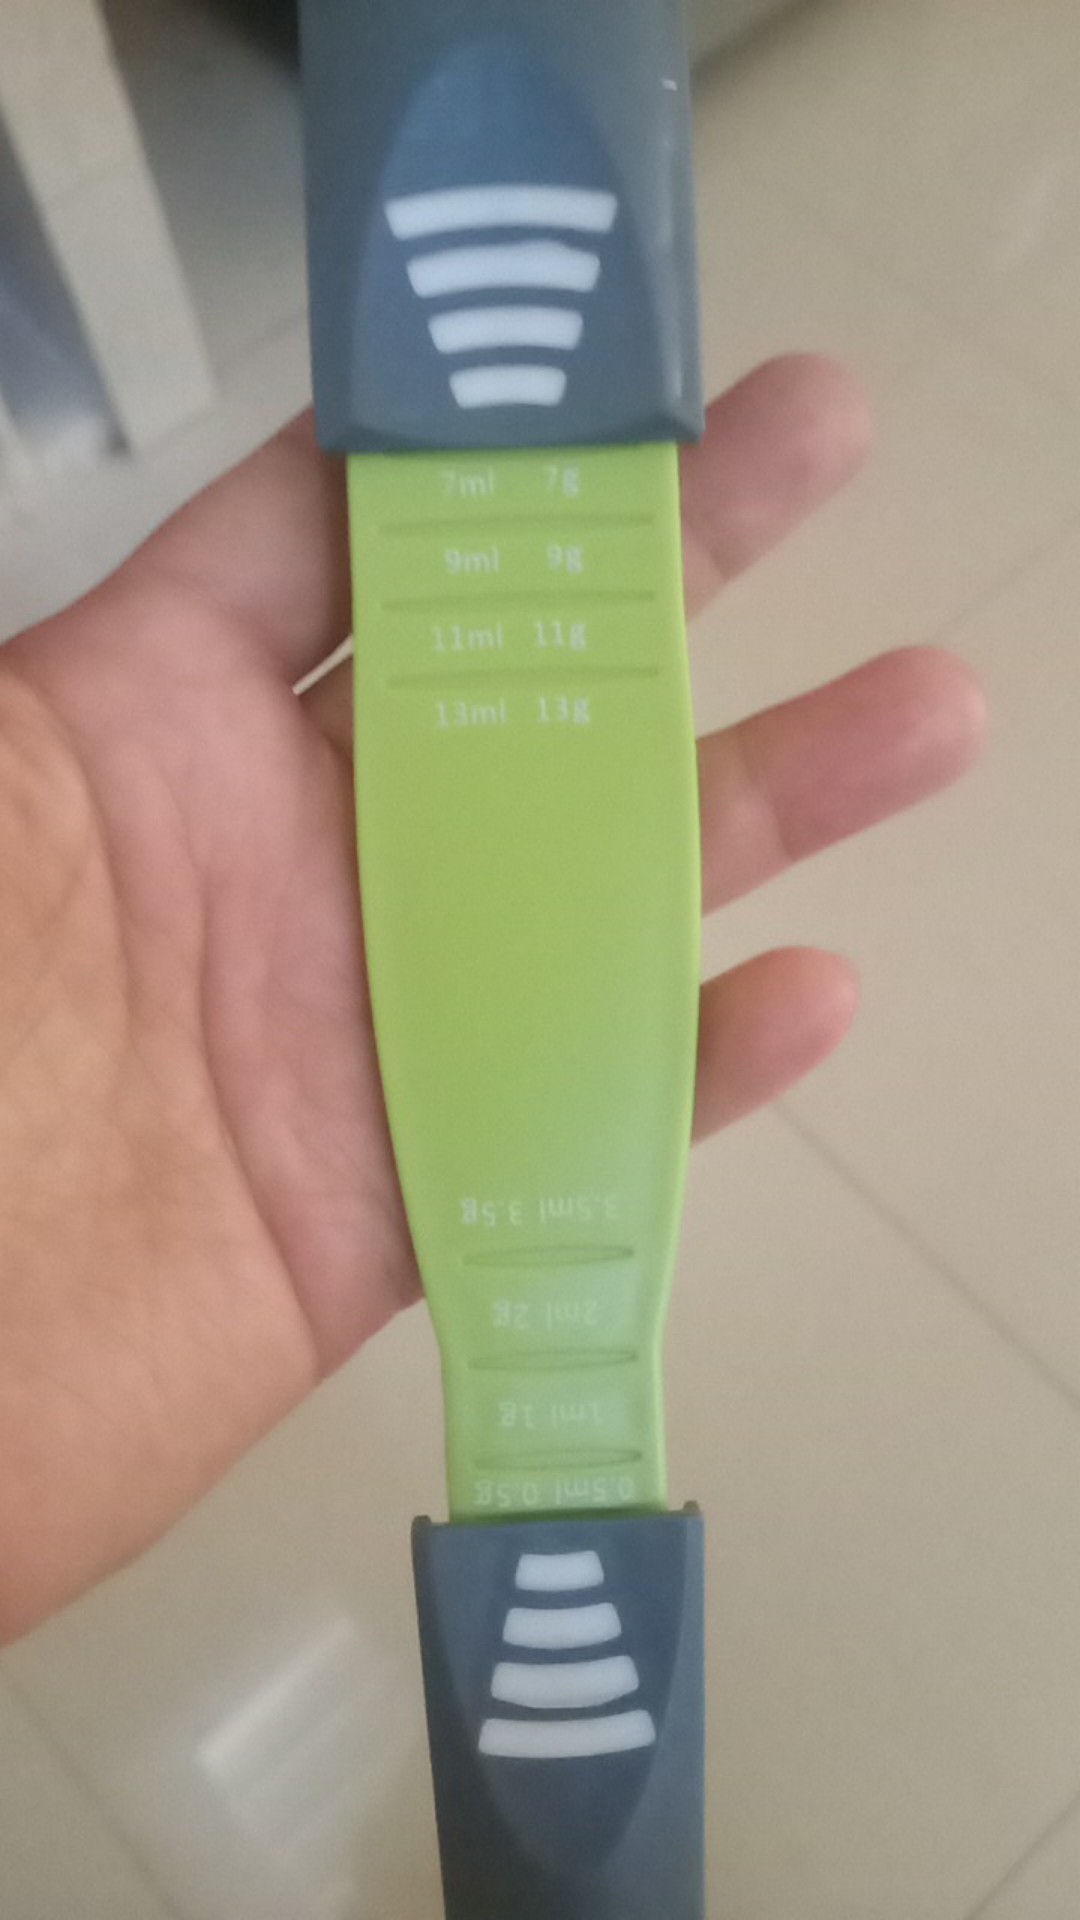 7ml 7g
9ml 9g
11ml 11g
13ml 13g
3.5ml 3.5g
2ml 2g
1ml 1g
0.5ml 0.5g